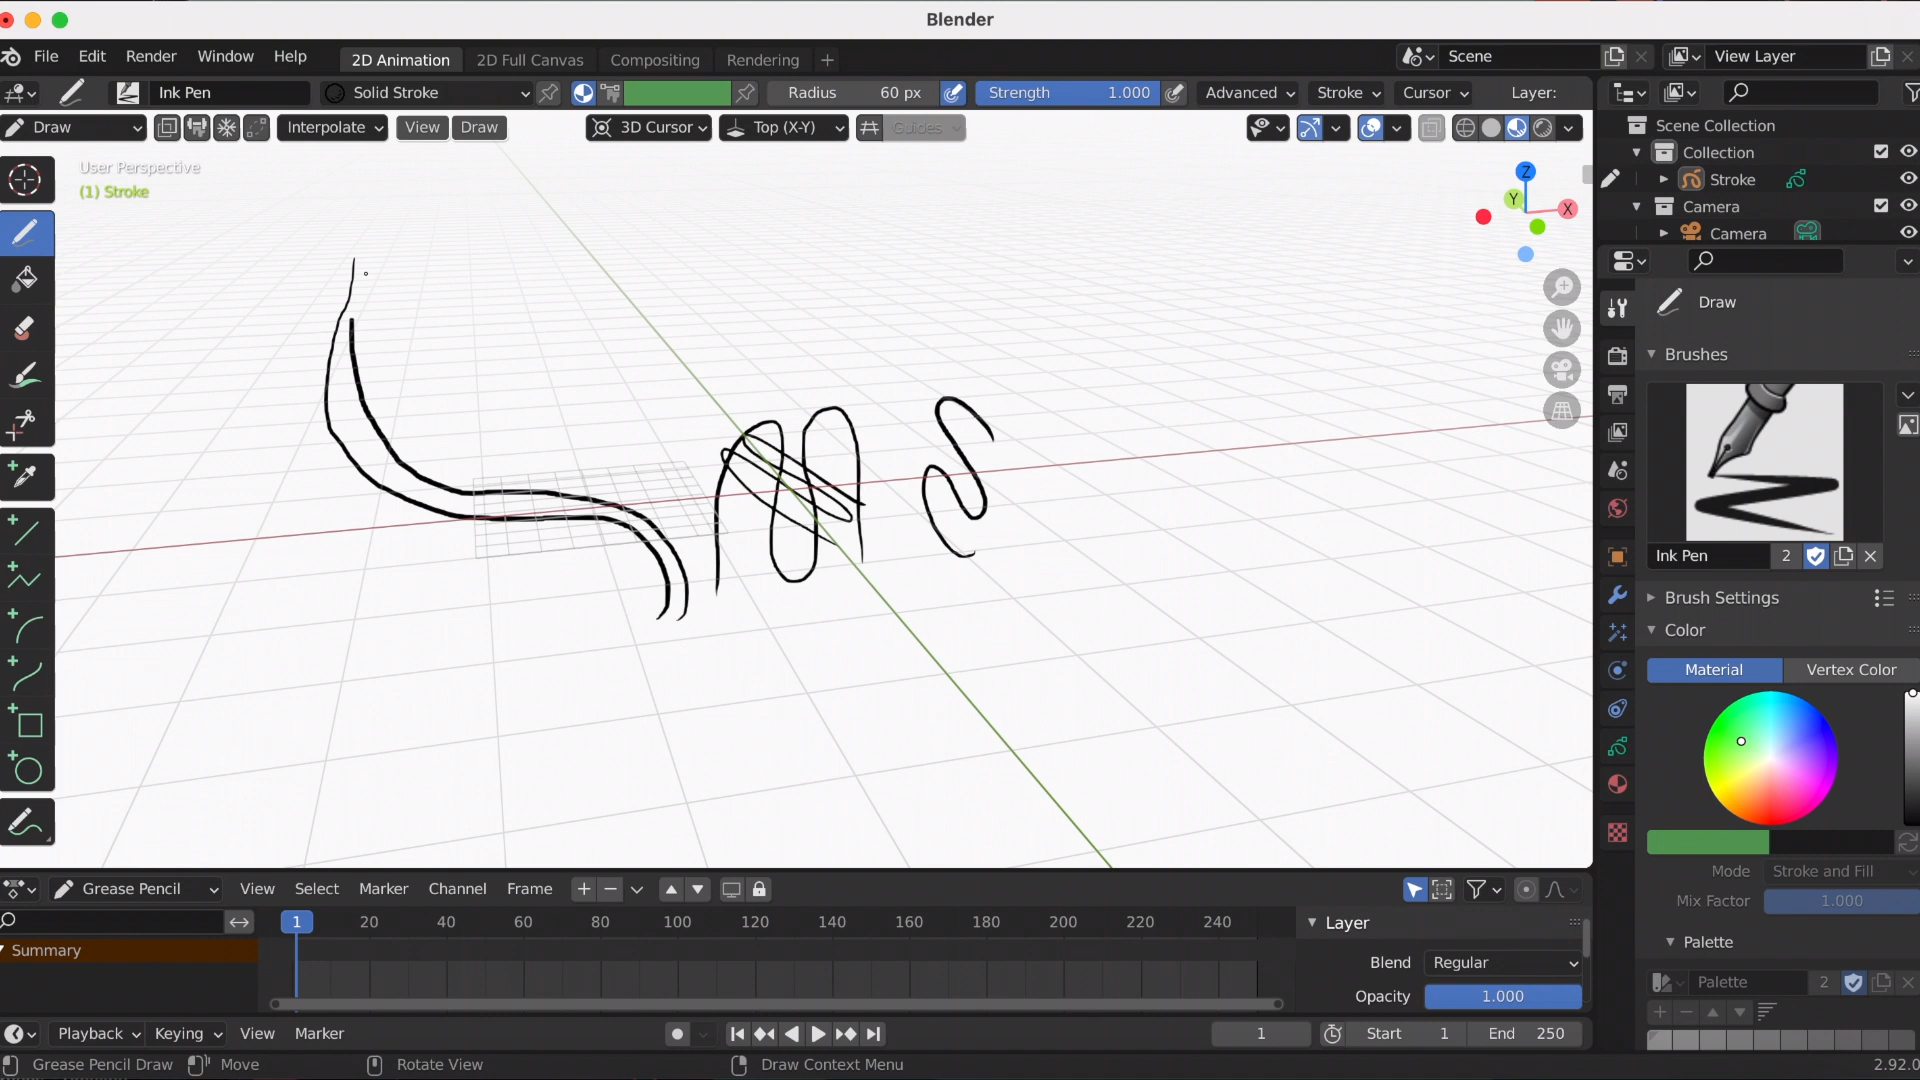 Blender
File Edit Render Window Help 2D Animation 2D Full Canvas Compositing Rendering + Scene View Layer
Ink Pen Solid Stroke Radius 60 px Strength 1.000 Advanced Stroke Cursor Layer:
Draw Interpolate View Draw 3D Cursor Top (X-Y) Guides
Scene Collection
Collection
Stroke
Camera
Camera
User Perspective
(1) Stroke
Z
Y
X
Draw
Brushes
Ink Pen 2
Brush Settings
Color
Material Vertex Color
Mode Stroke and Fill
Mix Factor 1.000
Palette
Palette 2
Grease Pencil View Select Marker Channel Frame
1 20 40 60 80 100 120 140 160 180 200 220 240
Summary
Layer
Blend Regular
Opacity 1.000
Playback Keying View Marker 1 Start 1 End 250
Grease Pencil Draw Move Rotate View Draw Context Menu 2.92.0